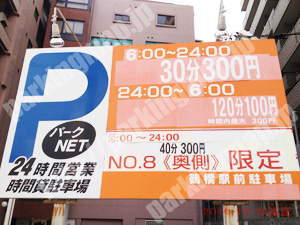 P
パーク
NET
24時間営業
時間貸駐車場
6:00~24:00
30分300円
24:00~6:00
120分100円
時間内最大 300円
8:00~24:00
40分 300円
NO.8《奥側》限定
鶴橋駅前駐車場